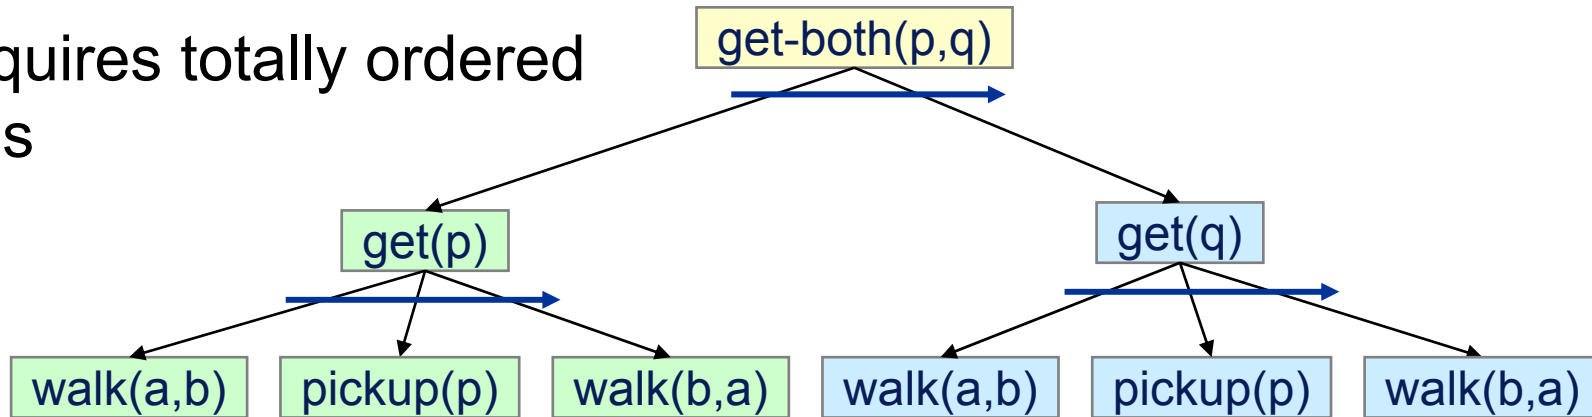 quires totally ordered
s
get-both(p,q)
get(p)
get(q)
walk(a,b)
pickup(p)
walk(b,a)
walk(a,b)
pickup(p)
walk(b,a)